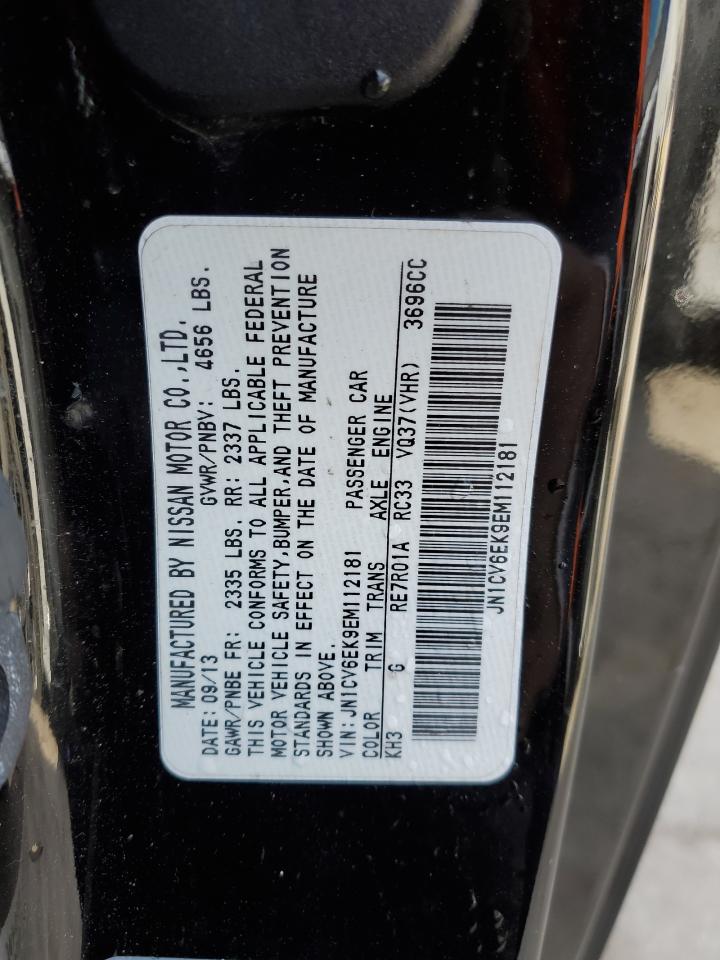 MANUFACTURED BY NISSAN MOTOR CO.,LTD.
DATE: 09/13 GVWR/PNBV: 4656 LBS.
GAWR/PNBE FR: 2335 LBS. RR: 2337 LBS.
THIS VEHICLE CONFORMS TO ALL APPLICABLE FEDERAL
MOTOR VEHICLE SAFETY,BUMPER,AND THEFT PREVENTION
STANDARDS IN EFFECT ON THE DATE OF MANUFACTURE
SHOWN ABOVE.
VIN:JN1CV6EK9EM112181 PASSENGER CAR
COLOR TRIM TRANS AXLE ENGINE
KH3 G RE7R01A RC33 VQ37(VHR) 3696CC
JN1CV6EK9EM112181